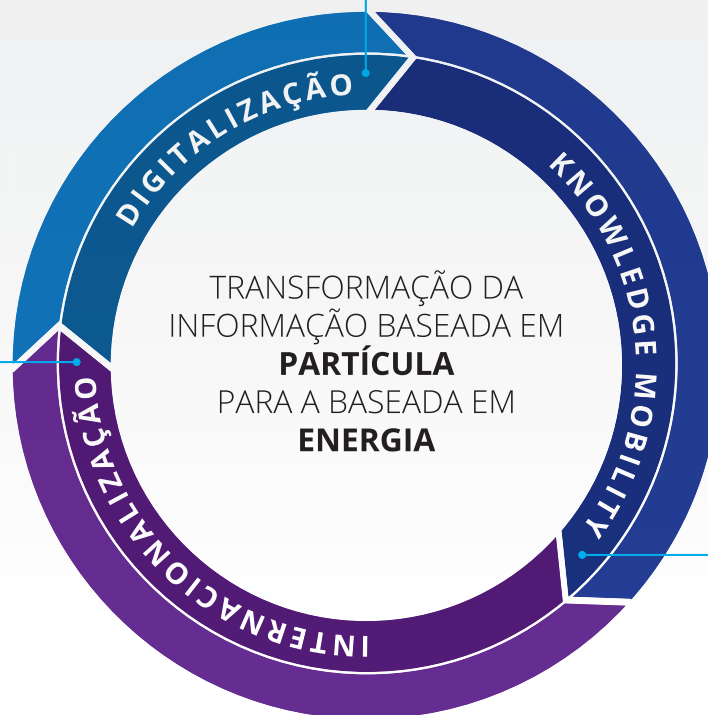 DIGITALIZAÇÃO
KNOWLEDGE MOBILITY
TRANSFORMAÇÃO DA
INFORMAÇÃO BASEADA EM
PARTÍCULA
PARA A BASEADA EM
ENERGIA
INTERNACIONALIZAÇÃO